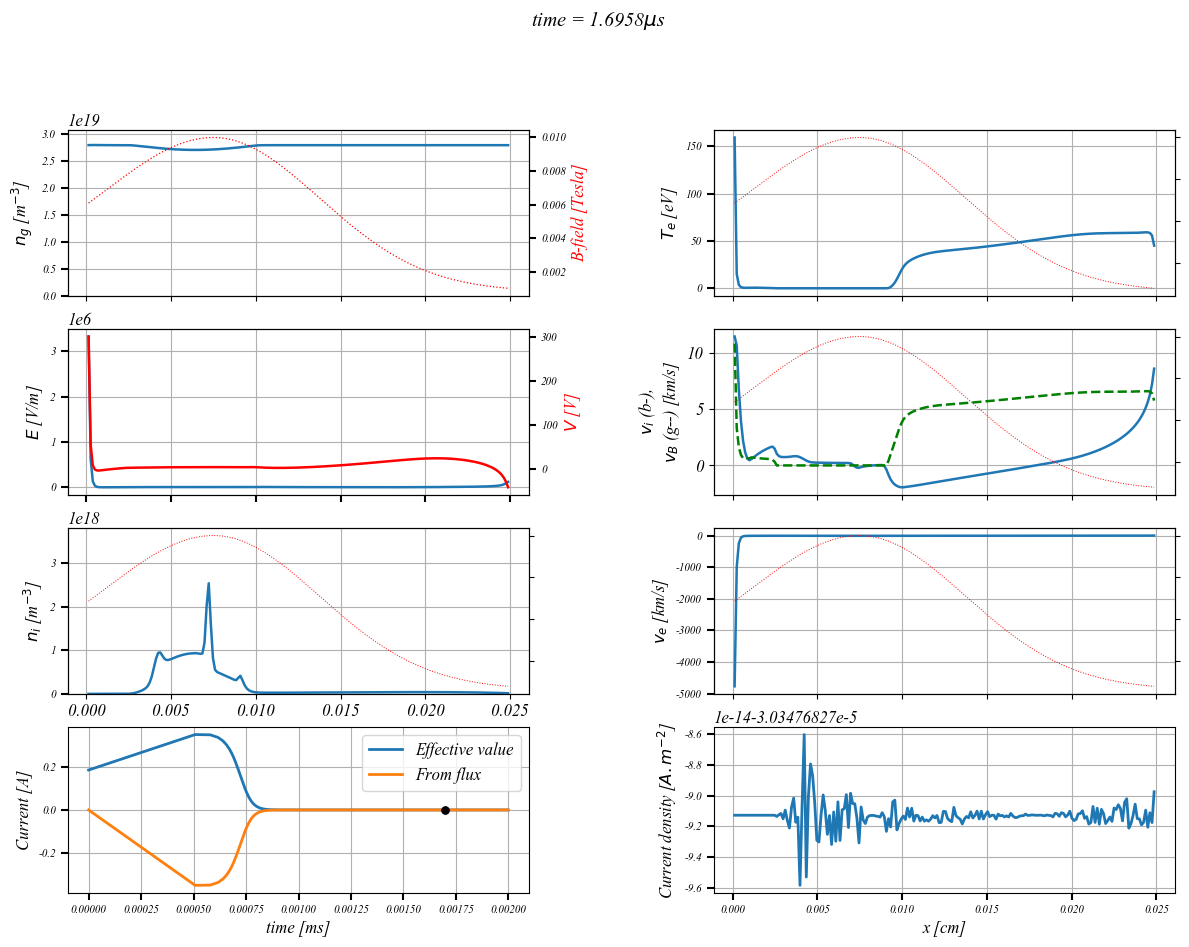 time = 1.6958μs
1e19
3.0
2.5
2.0
1.5
1.0
0.5
0.0
n_g [m^{-3}]
0.010
0.008
0.006
0.004
0.002
B-field [Tesla]
150
100
50
0
T_e [eV]
1e6
3
2
1
0
E [V/m]
300
200
100
0
V [V]
10
5
0
v_i (b-),
v_B (g--) [km/s]
1e18
3
2
1
0
n_i [m^{-3}]
0.000 0.005 0.010 0.015 0.020 0.025
0
-1000
-2000
-3000
-4000
-5000
v_e [km/s]
0.2
0.0
-0.2
Current [A]
Effective value
From flux
0.00000 0.00025 0.00050 0.00075 0.00100 0.00125 0.00150 0.00175 0.00200
time [ms]
1e-14-3.03476827e-5
-8.6
-8.8
-9.0
-9.2
-9.4
-9.6
Current density [A.m^{-2}]
0.000 0.005 0.010 0.015 0.020 0.025
x [cm]